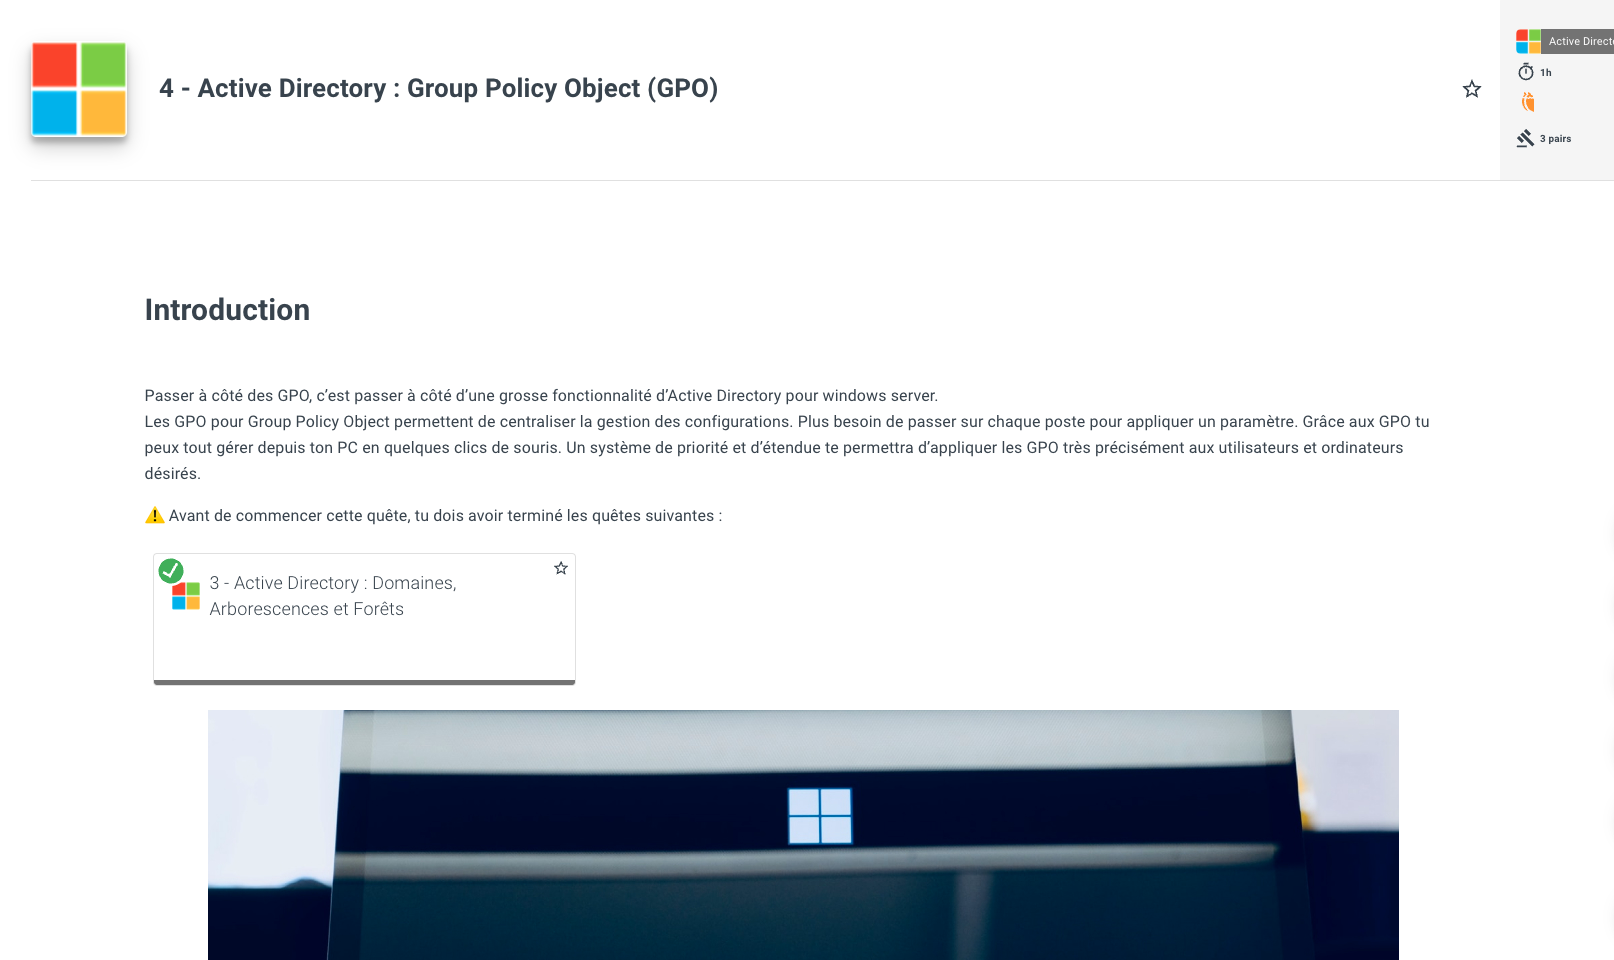 4 - Active Directory : Group Policy Object (GPO)
1h
3 pairs
Introduction
Passer à côté des GPO, c’est passer à côté d’une grosse fonctionnalité d’Active Directory pour windows server.
Les GPO pour Group Policy Object permettent de centraliser la gestion des configurations. Plus besoin de passer sur chaque poste pour appliquer un paramètre. Grâce aux GPO tu
peux tout gérer depuis ton PC en quelques clics de souris. Un système de priorité et d’étendue te permettra d’appliquer les GPO très précisément aux utilisateurs et ordinateurs
désirés.
⚠️ Avant de commencer cette quête, tu dois avoir terminé les quêtes suivantes :
3 - Active Directory : Domaines,
Arborescences et Forêts